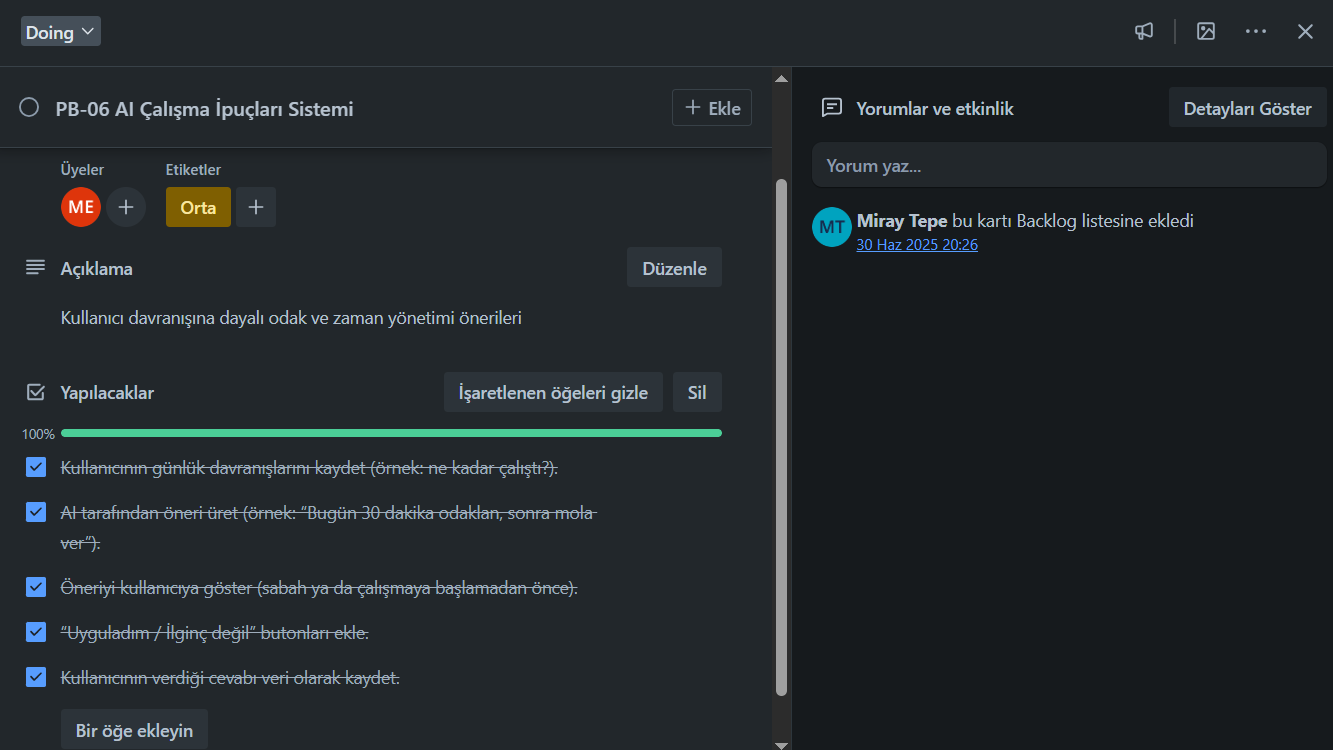 Doing
PB-06 AI Çalışma İpuçları Sistemi
Ekle
Üyeler
Etiketler
ME
Orta
Açıklama
Düzenle
Kullanıcı davranışına dayalı odak ve zaman yönetimi önerileri
Yapılacaklar
İşaretlenen öğeleri gizle
Sil
100%
Kullanıcının günlük davranışlarını kaydet (örnek: ne kadar çalıştı?).
AI tarafından öneri üret (örnek: “Bugün 30 dakika odaklan, sonra mola
ver”).
Öneriyi kullanıcıya göster (sabah ya da çalışmaya başlamadan önce).
“Uyguladım / İlginç değil” butonları ekle.
Kullanıcının verdiği cevabı veri olarak kaydet.
Bir öğe ekleyin
Yorumlar ve etkinlik
Detayları Göster
Yorum yaz...
MT
Miray Tepe bu kartı Backlog listesine ekledi
30 Haz 2025 20:26